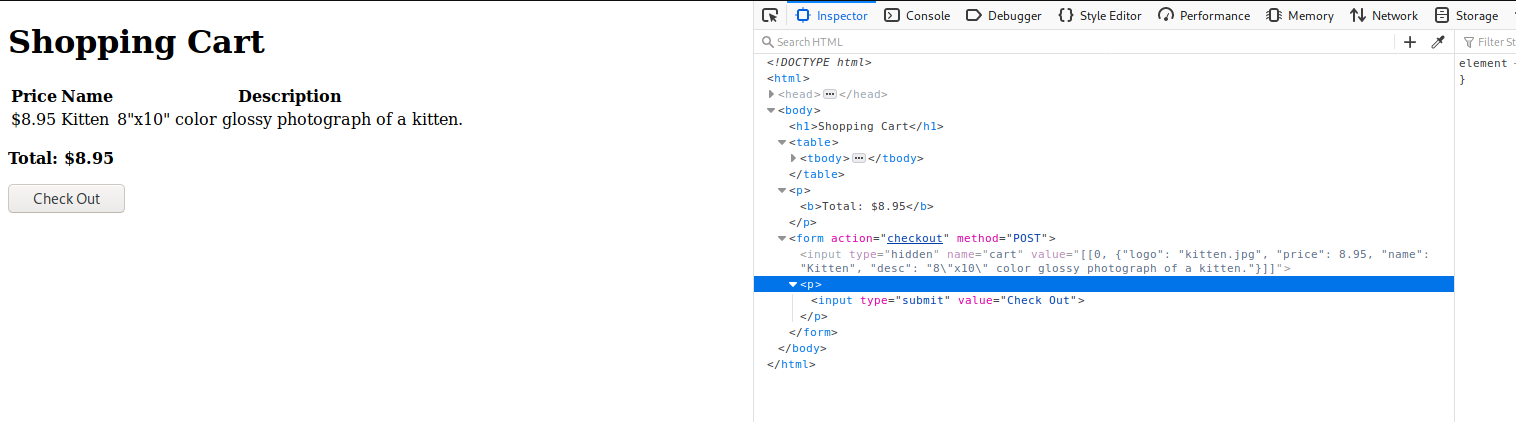 Shopping Cart
Price Name Description
$8.95 Kitten 8"x10" color glossy photograph of a kitten.
Total: $8.95
Check Out
Inspector Console Debugger Style Editor Performance Memory Network Storage
Search HTML
Filter St
<!DOCTYPE html>
<html>
<head> ••• </head>
<body>
<h1>Shopping Cart</h1>
<table>
<tbody> ••• </tbody>
</table>
<p>
<b>Total: $8.95</b>
</p>
<form action="checkout" method="POST">
<input type="hidden" name="cart" value="[[0, {"logo": "kitten.jpg", "price": 8.95, "name":
"Kitten", "desc": "8\"x10\" color glossy photograph of a kitten."}]]">
<p>
<input type="submit" value="Check Out">
</p>
</form>
</body>
</html>
element
}